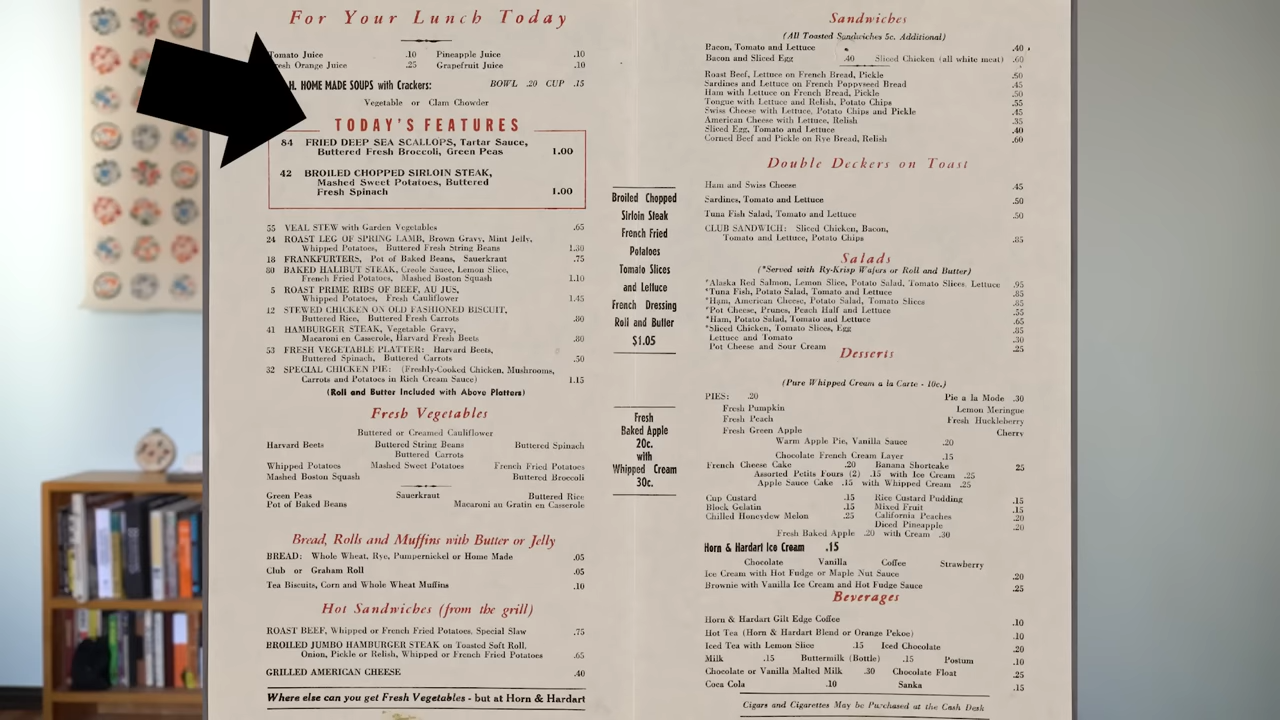 For Your Lunch Today
Tomato Juice .10 Pineapple Juice .10
Fresh Orange Juice .25 Grapefruit Juice .10
H. HOME MADE SOUPS with Crackers: BOWL .20 CUP .15
Vegetable or Clam Chowder
TODAY'S FEATURES
84 FRIED DEEP SEA SCALLOPS, Tartar Sauce,
Buttered Fresh Broccoli, Green Peas 1.00
42 BROILED CHOPPED SIRLOIN STEAK,
Mashed Sweet Potatoes, Buttered
Fresh Spinach 1.00
55 VEAL STEW with Garden Vegetables .65
24 ROAST LEG OF SPRING LAMB, Brown Gravy, Mint Jelly,
Whipped Potatoes, Buttered Fresh String Beans 1.30
18 FRANKFURTERS, Pot of Baked Beans, Sauerkraut .75
80 BAKED HALIBUT STEAK, Creole Sauce, Lemon Slice,
French Fried Potatoes, Mashed Boston Squash 1.10
5 ROAST PRIME RIBS OF BEEF, AU JUS,
Whipped Potatoes, Fresh Cauliflower 1.45
12 STEWED CHICKEN ON OLD FASHIONED BISCUIT,
Buttered Rice, Buttered Fresh Carrots .80
41 HAMBURGER STEAK, Vegetable Gravy,
Macaroni en Casserole, Harvard Fresh Beets .80
53 FRESH VEGETABLE PLATTER: Harvard Beets,
Buttered Spinach, Buttered Carrots .50
32 SPECIAL CHICKEN PIE: (Freshly-Cooked Chicken, Mushrooms,
Carrots and Potatoes in Rich Cream Sauce) 1.15
(Roll and Butter Included with Above Platters)
Fresh Vegetables
Buttered or Creamed Cauliflower
Harvard Beets Buttered String Beans Buttered Spinach
Buttered Carrots
Whipped Potatoes Mashed Sweet Potatoes French Fried Potatoes
Mashed Boston Squash Buttered Broccoli
Green Peas Sauerkraut Buttered Rice
Pot of Baked Beans Macaroni au Gratin en Casserole
Bread, Rolls and Muffins with Butter or Jelly
BREAD: Whole Wheat, Rye, Pumpernickel or Home Made .05
Club or Graham Roll .05
Tea Biscuits, Corn and Whole Wheat Muffins .10
Hot Sandwiches (from the grill)
ROAST BEEF, Whipped or French Fried Potatoes, Special Slaw .75
BROILED JUMBO HAMBURGER STEAK on Toasted Soft Roll,
Onion, Pickle or Relish, Whipped or French Fried Potatoes .65
GRILLED AMERICAN CHEESE .40
Where else can you get Fresh Vegetables - but at Horn & Hardart
Broiled Chopped
Sirloin Steak
French Fried
Potatoes
Tomato Slices
and Lettuce
French Dressing
Roll and Butter
$1.05
Fresh
Baked Apple
20c.
with
Whipped Cream
30c.
Sandwiches
(All Toasted Sandwiches 5c. Additional)
Bacon, Tomato and Lettuce .40
Bacon and Sliced Egg .40 Sliced Chicken (all white meat) .60
Roast Beef, Lettuce on French Bread, Pickle .50
Sardines and Lettuce on French Poppyseed Bread .45
Ham with Lettuce on French Bread, Pickle .50
Tongue with Lettuce and Relish, Potato Chips .55
Swiss Cheese with Lettuce, Potato Chips and Pickle .45
American Cheese with Lettuce, Relish .35
Sliced Egg, Tomato and Lettuce .40
Corned Beef and Pickle on Rye Bread, Relish .60
Double Deckers on Toast
Ham and Swiss Cheese .45
Sardines, Tomato and Lettuce .50
Tuna Fish Salad, Tomato and Lettuce .50
CLUB SANDWICH: Sliced Chicken, Bacon,
Tomato and Lettuce, Potato Chips .85
Salads
(*Served with Ry-Krisp Wafers or Roll and Butter)
*Alaska Red Salmon, Lemon Slice, Potato Salad, Tomato Slices, Lettuce .95
*Tuna Fish, Potato Salad, Tomato and Lettuce .85
*Ham, American Cheese, Potato Salad, Tomato Slices .85
*Pot Cheese, Prunes, Peach Half and Lettuce .55
*Ham, Potato Salad, Tomato and Lettuce .65
*Sliced Chicken, Tomato Slices, Egg .85
Lettuce and Tomato .30
Pot Cheese and Sour Cream .25
Desserts
(Pure Whipped Cream a la Carte - 10c.)
PIES: .20 Pie a la Mode .30
Fresh Pumpkin Lemon Meringue
Fresh Peach Fresh Huckleberry
Fresh Green Apple Cherry
Warm Apple Pie, Vanilla Sauce .20
Chocolate French Cream Layer .15
French Cheese Cake .20 Banana Shortcake 25
Assorted Petits Fours (2) .15 with Ice Cream .25
Apple Sauce Cake .15 with Whipped Cream .25
Cup Custard .15 Rice Custard Pudding .15
Block Gelatin .15 Mixed Fruit .15
Chilled Honeydew Melon .25 California Peaches .20
Diced Pineapple .20
Fresh Baked Apple .20 with Cream .30
Horn & Hardart Ice Cream .15
Chocolate Vanilla Coffee Strawberry
Ice Cream with Hot Fudge or Maple Nut Sauce .20
Brownie with Vanilla Ice Cream and Hot Fudge Sauce .25
Beverages
Horn & Hardart Gilt Edge Coffee .10
Hot Tea (Horn & Hardart Blend or Orange Pekoe) .10
Iced Tea with Lemon Slice .15 Iced Chocolate .20
Milk .15 Buttermilk (Bottle) .15 Postum .10
Chocolate or Vanilla Malted Milk .30 Chocolate Float .25
Coca Cola .10 Sanka .15
Cigars and Cigarettes May be Purchased at the Cash Desk